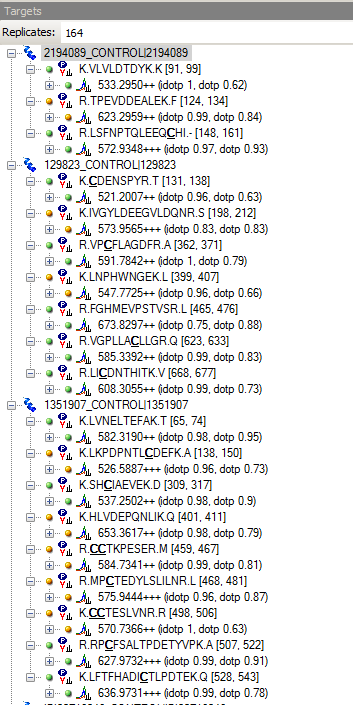 Targets
Replicates: 164
2194089_CONTROL|2194089
K.VLVLDTDYK.K [91, 99]
533.2950++ (idotp 1, dotp 0.62)
R.TPEVDDEALEK.F [124, 134]
623.2959++ (idotp 0.99, dotp 0.84)
R.LSFNPTQLEEQCHI.- [148, 161]
572.9348+++ (idotp 0.97, dotp 0.93)
129823_CONTROL|129823
K.CDENSPYR.T [131, 138]
521.2007++ (idotp 0.96, dotp 0.63)
K.IVGYLDEEGVLDQNR.S [198, 212]
573.9565+++ (idotp 0.83, dotp 0.83)
R.VPCFLAGDFR.A [362, 371]
591.7842++ (idotp 1, dotp 0.79)
K.LNPHWNGEK.L [399, 407]
547.7725++ (idotp 0.96, dotp 0.66)
R.FGHMEVPSTVSR.L [465, 476]
673.8297++ (idotp 0.75, dotp 0.88)
R.VGPLLACLLGR.Q [623, 633]
585.3392++ (idotp 0.99, dotp 0.83)
R.LICDNTHITK.V [668, 677]
608.3055++ (idotp 0.99, dotp 0.73)
1351907_CONTROL|1351907
K.LVNELTEFAK.T [65, 74]
582.3190++ (idotp 0.98, dotp 0.95)
K.LKPDPNTLCDEFK.A [138, 150]
526.5887+++ (idotp 0.96, dotp 0.73)
K.SHCIAEVEK.D [309, 317]
537.2502++ (idotp 0.98, dotp 0.9)
K.HLVDEPQNLIK.Q [401, 411]
653.3617++ (idotp 0.98, dotp 0.79)
R.CCTKPESER.M [459, 467]
584.7341++ (idotp 0.99, dotp 0.81)
R.MPCTEDYLSLILNR.L [468, 481]
575.9444+++ (idotp 0.96, dotp 0.87)
K.CCTESLVNR.R [498, 506]
570.7366++ (idotp 1, dotp 0.63)
R.RPCFSALTPDETYVPK.A [507, 522]
627.9732+++ (idotp 0.99, dotp 0.91)
K.LFTFHADICTLPDTEK.Q [528, 543]
636.9731+++ (idotp 0.99, dotp 0.78)